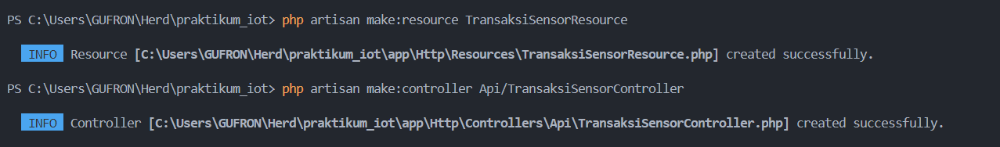 PS C:\Users\GUFRON\Herd\praktikum_iot> php artisan make:resource TransaksiSensorResource
INFO Resource [C:\Users\GUFRON\Herd\praktikum_iot\app\Http\Resources\TransaksiSensorResource.php] created successfully.
PS C:\Users\GUFRON\Herd\praktikum_iot> php artisan make:controller Api/TransaksiSensorController
INFO Controller [C:\Users\GUFRON\Herd\praktikum_iot\app\Http\Controllers\Api\TransaksiSensorController.php] created successfully.